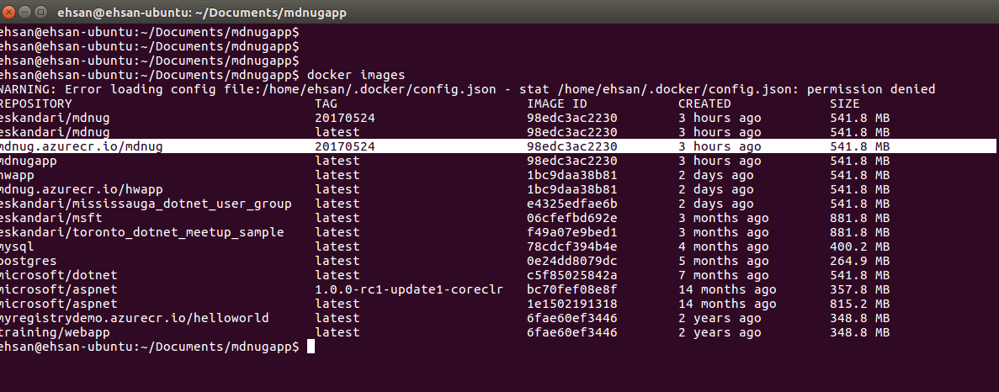 ehsan@ehsan-ubuntu: ~/Documents/mdnugapp
ehsan@ehsan-ubuntu:~/Documents/mdnugapp$
ehsan@ehsan-ubuntu:~/Documents/mdnugapp$
ehsan@ehsan-ubuntu:~/Documents/mdnugapp$
ehsan@ehsan-ubuntu:~/Documents/mdnugapp$ docker images
WARNING: Error loading config file:/home/ehsan/.docker/config.json - stat /home/ehsan/.docker/config.json: permission denied
REPOSITORY TAG IMAGE ID CREATED SIZE
eskandari/mdnug 20170524 98edc3ac2230 3 hours ago 541.8 MB
eskandari/mdnug latest 98edc3ac2230 3 hours ago 541.8 MB
mdnug.azurecr.io/mdnug 20170524 98edc3ac2230 3 hours ago 541.8 MB
mdnugapp latest 98edc3ac2230 3 hours ago 541.8 MB
hwapp latest 1bc9daa38b81 2 days ago 541.8 MB
mdnug.azurecr.io/hwapp latest 1bc9daa38b81 2 days ago 541.8 MB
eskandari/mississauga_dotnet_user_group latest e4325edfae6b 2 days ago 541.8 MB
eskandari/msft latest 06cfefbd692e 3 months ago 881.8 MB
eskandari/toronto_dotnet_meetup_sample latest f49a07e9bed1 3 months ago 881.8 MB
mysql latest 78cdcf394b4e 4 months ago 400.2 MB
postgres latest 0e24dd8079dc 5 months ago 264.9 MB
microsoft/dotnet latest c5f85025842a 7 months ago 541.8 MB
microsoft/aspnet 1.0.0-rc1-update1-coreclr bc70fef08e8f 14 months ago 357.8 MB
microsoft/aspnet latest 1e1502191318 14 months ago 815.2 MB
myregistrydemo.azurecr.io/helloworld latest 6fae60ef3446 2 years ago 348.8 MB
training/webapp latest 6fae60ef3446 2 years ago 348.8 MB
ehsan@ehsan-ubuntu:~/Documents/mdnugapp$